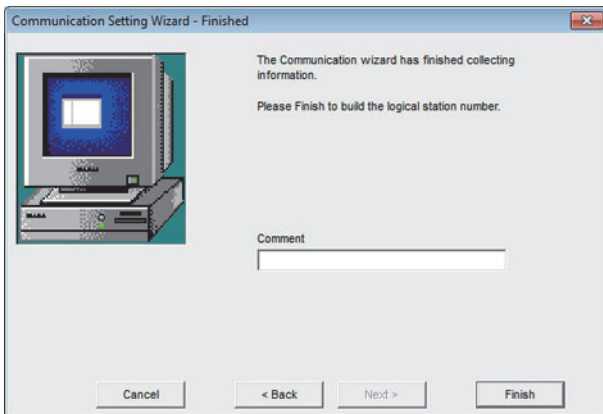 Communication Setting Wizard - Finished
The Communication wizard has finished collecting
information.
Please Finish to build the logical station number.
Comment
Cancel
< Back
Next >
Finish